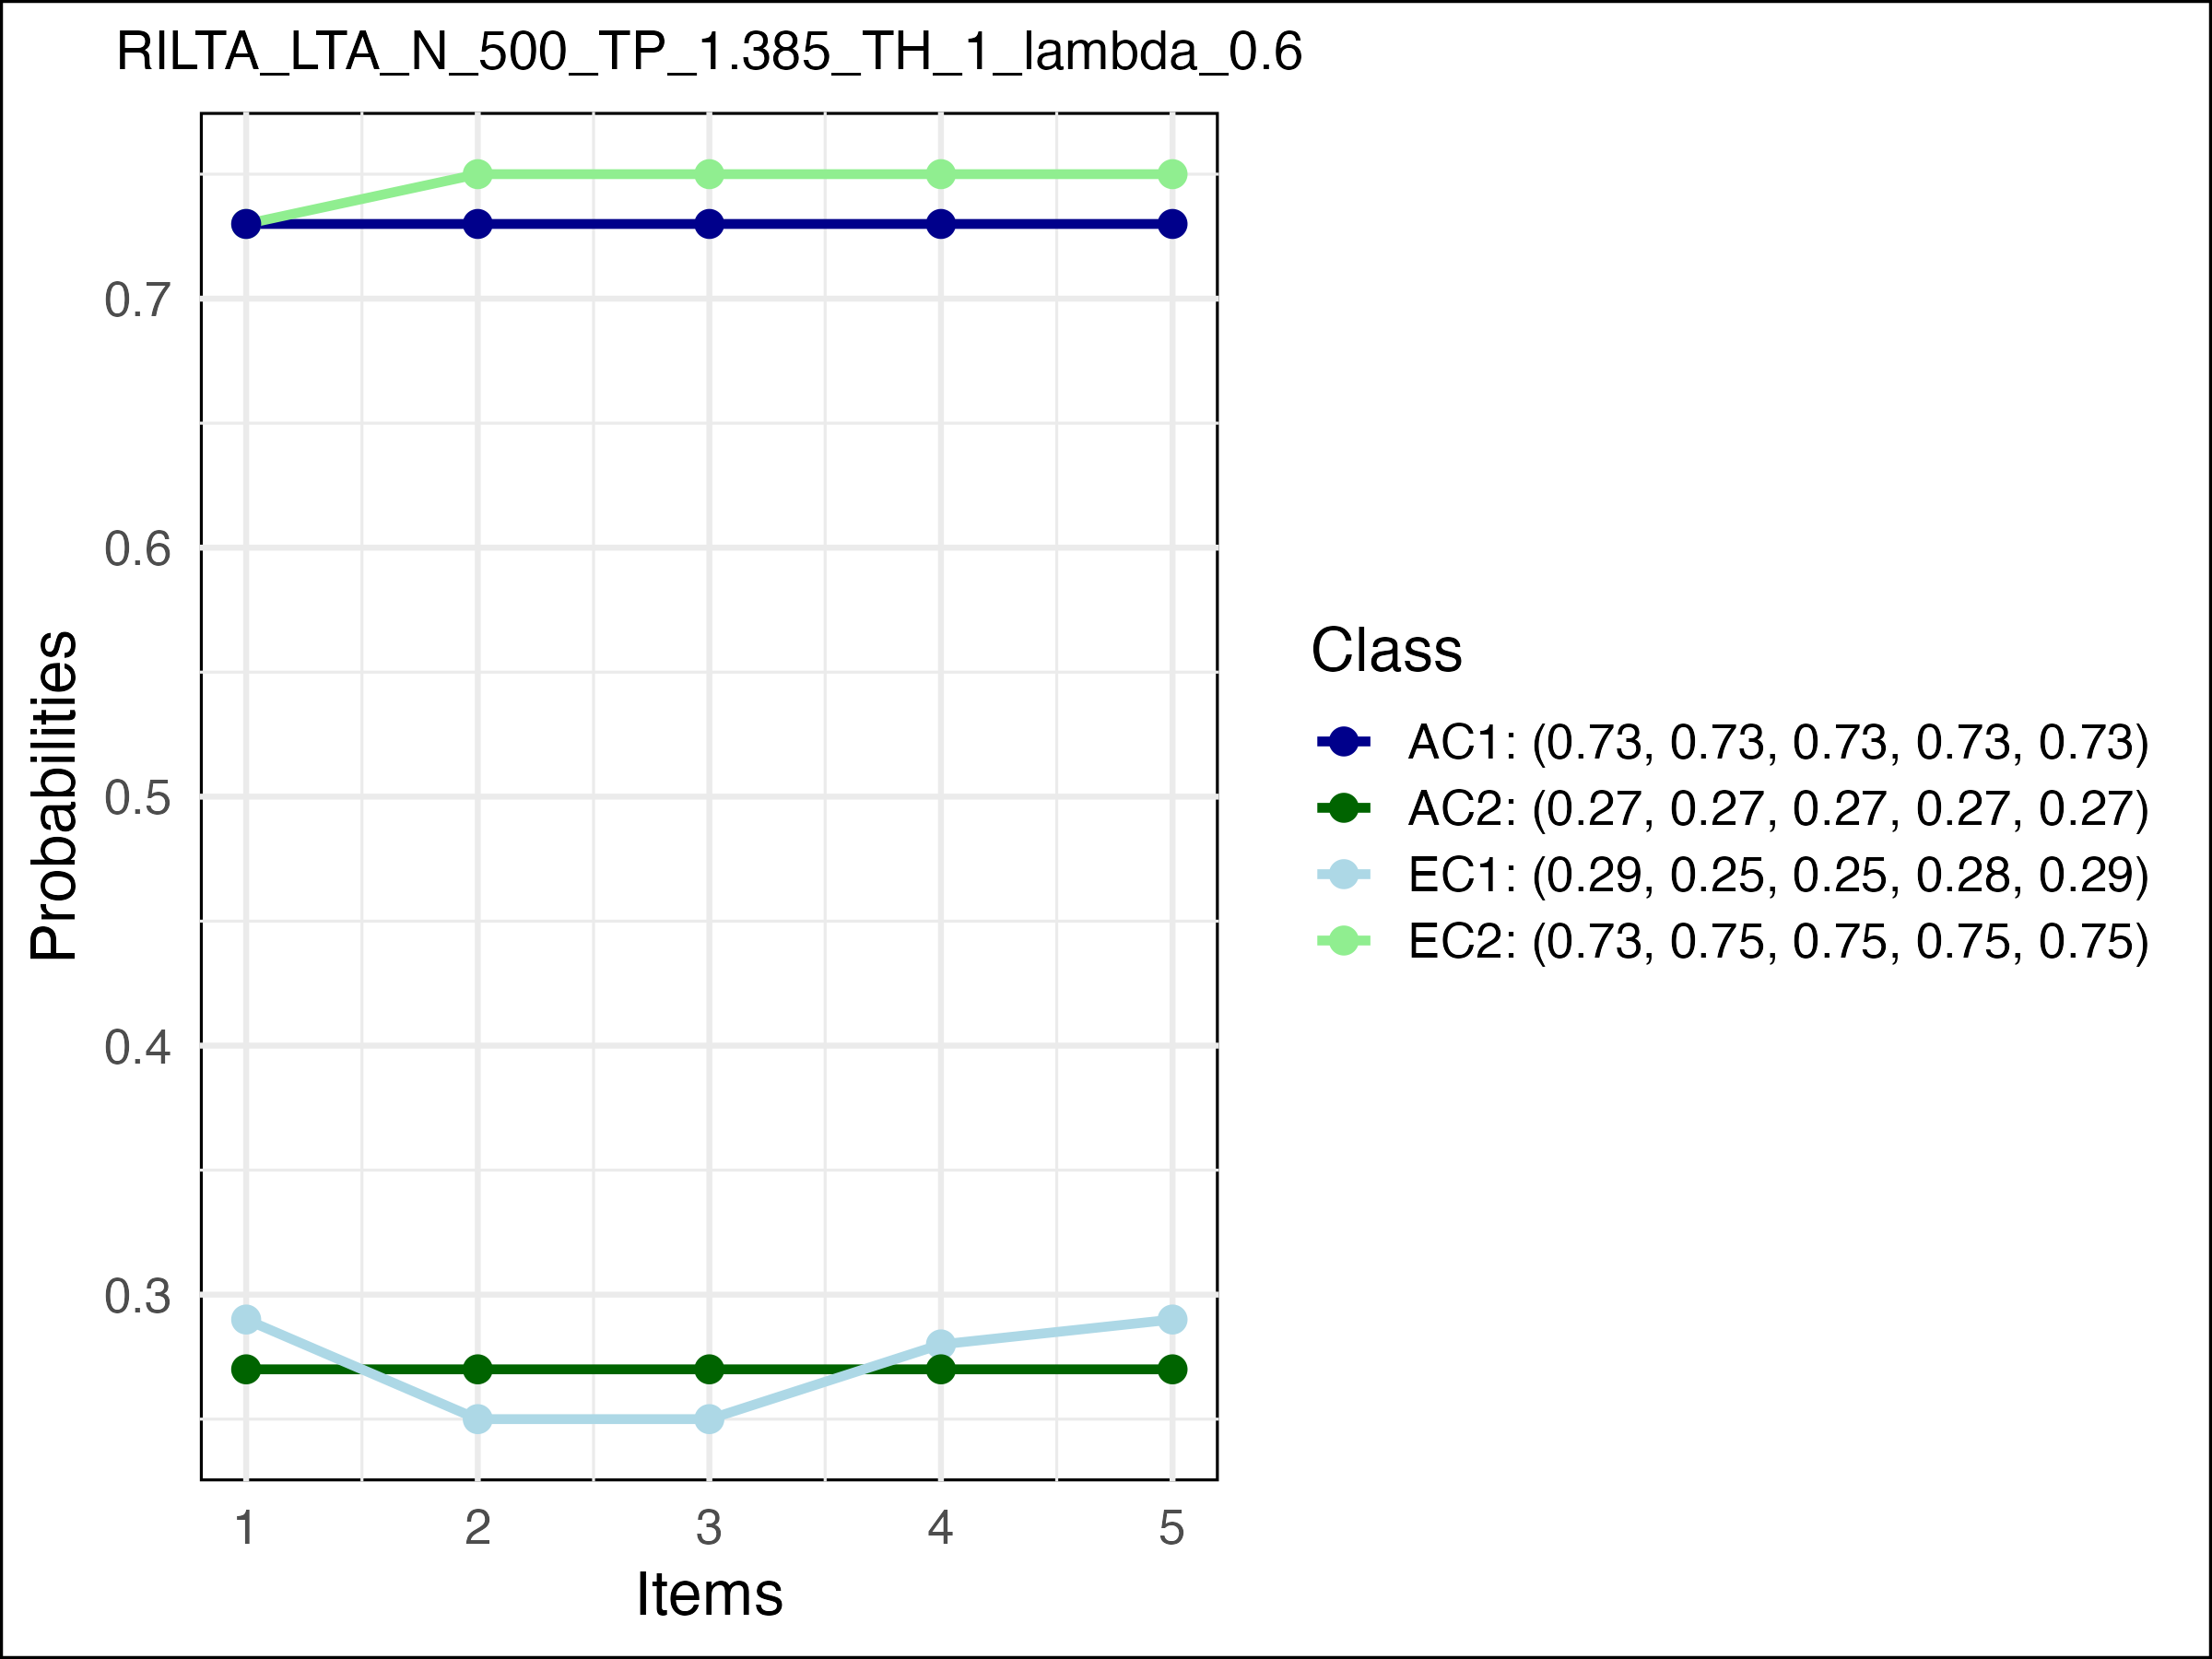 RILTA_LTA_N_500_TP_1.385_TH_1_lambda_0.6
Probabilities
0.7
0.6
0.5
0.4
0.3
1 2 3 4 5
Items
Class
AC1: (0.73, 0.73, 0.73, 0.73, 0.73)
AC2: (0.27, 0.27, 0.27, 0.27, 0.27)
EC1: (0.29, 0.25, 0.25, 0.28, 0.29)
EC2: (0.73, 0.75, 0.75, 0.75, 0.75)